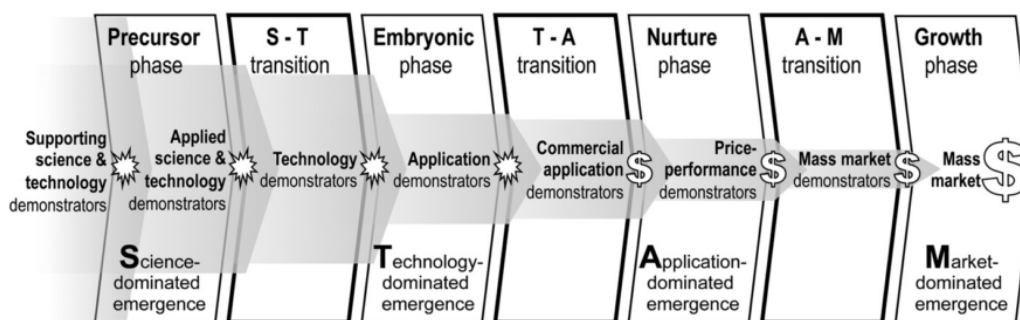 Precursor
phase
S - T
transition
Embryonic
phase
T - A
transition
Nurture
phase
A - M
transition
Growth
phase
Supporting
science &
technology
demonstrators
Applied
science &
technology
demonstrators
Technology
demonstrators
Application
demonstrators
Commercial
application
demonstrators
$
Price-
performance
demonstrators
$
Mass market
demonstrators
$
Mass
market
$
Science-
dominated
emergence
Technology-
dominated
emergence
Application-
dominated
emergence
Market-
dominated
emergence